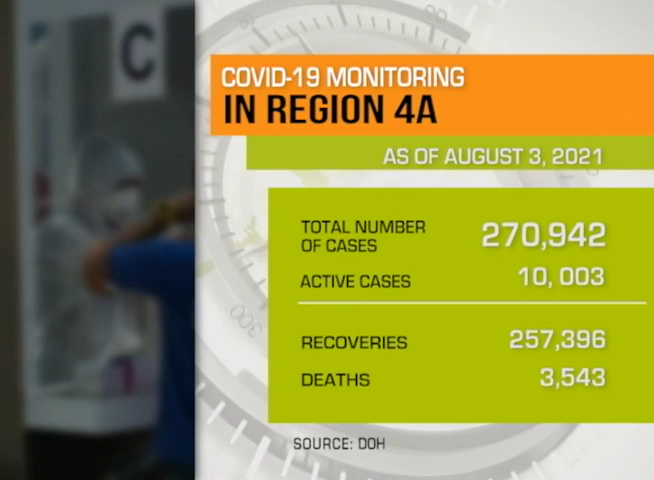 C
COVID-19 MONITORING
IN REGION 4A
AS OF AUGUST 3, 2021
TOTAL NUMBER
OF CASES 270,942
ACTIVE CASES 10, 003
RECOVERIES 257,396
DEATHS 3,543
SOURCE: DOH
300